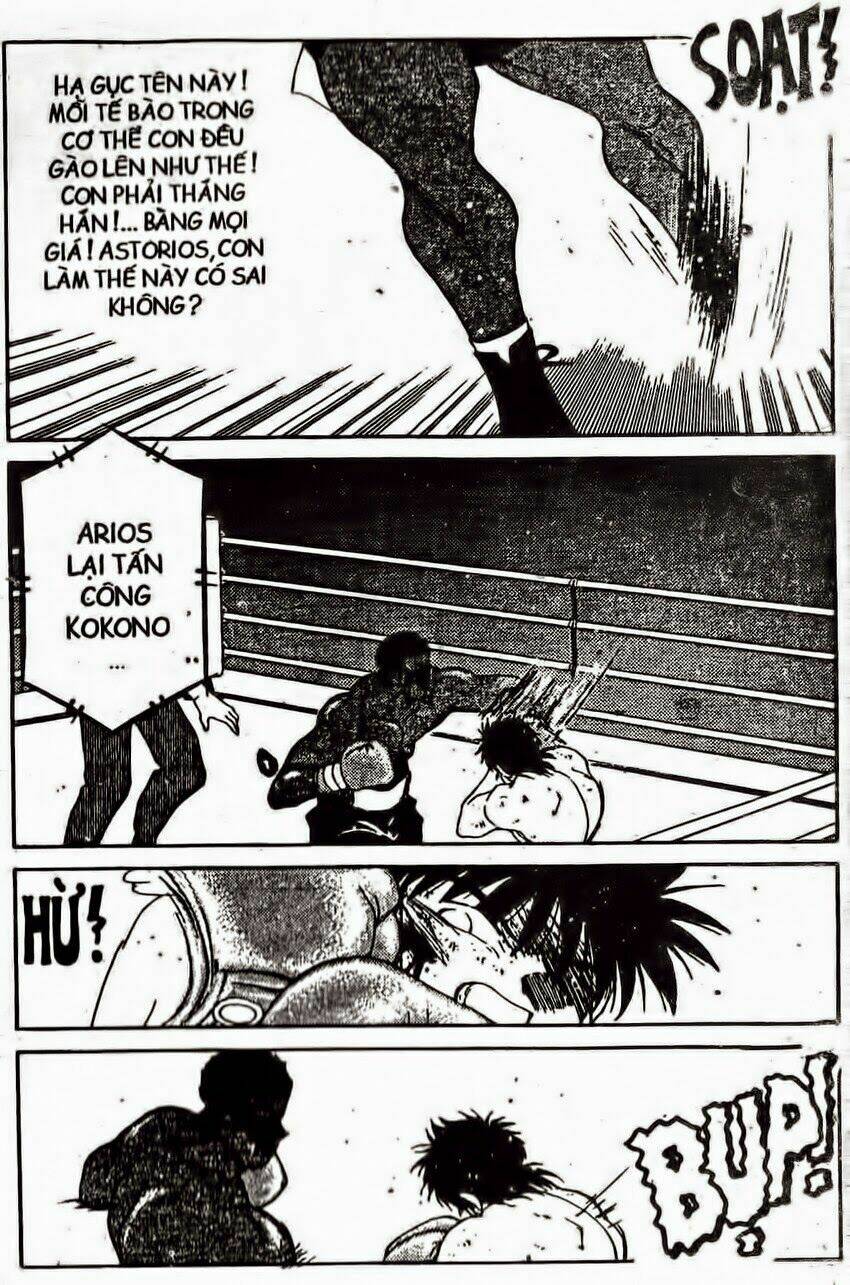 SOẠT!
HẠ GỤC TÊN NÀY!
MỖI TẾ BÀO TRONG
CƠ THỂ CON ĐỀU
GÀO LÊN NHƯ THẾ!
CON PHẢI THẮNG
HẮN!... BẰNG MỌI
GIÁ! ASTORIOS, CON
LÀM THẾ NÀY CÓ SAI
KHÔNG?
ARIOS
LẠI TẤN
CÔNG
KOKONO
...
HỪ!
BỤP!